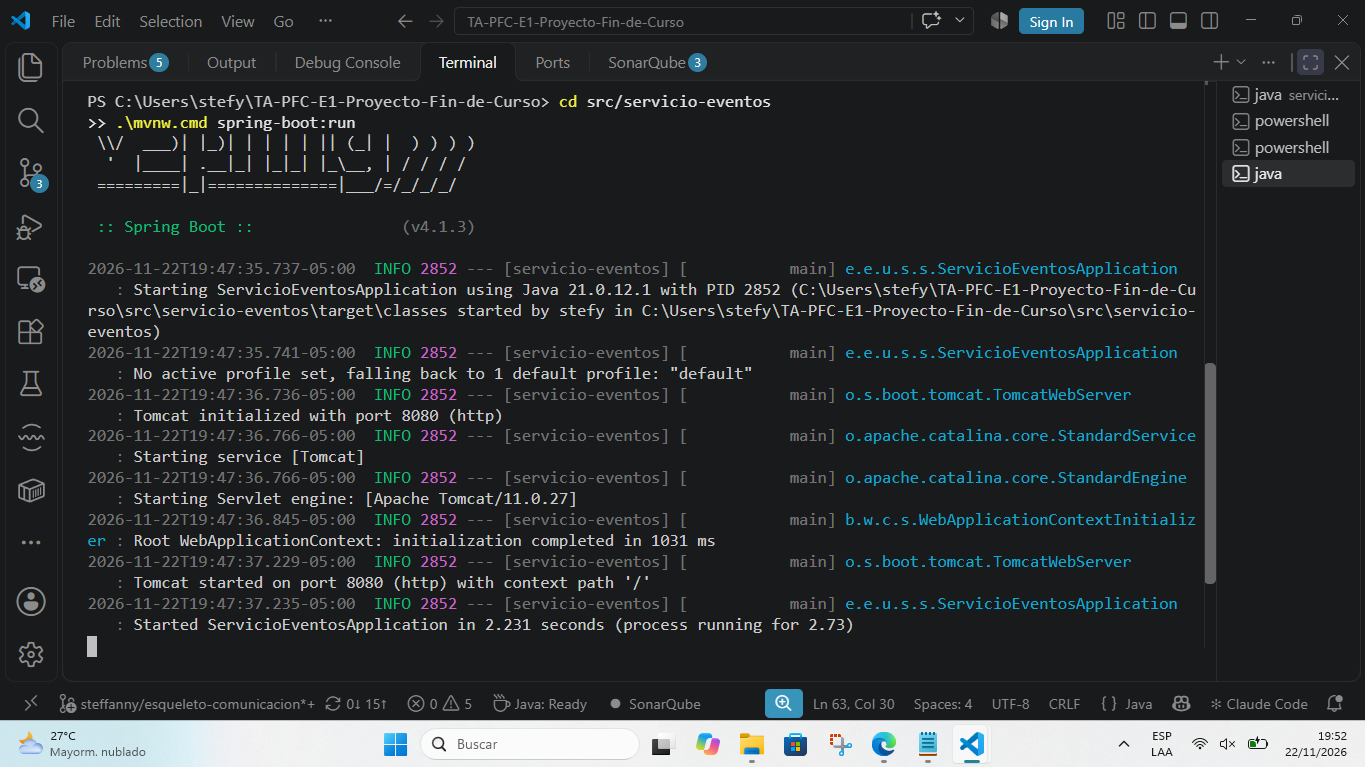 File Edit Selection View Go ··· TA-PFC-E1-Proyecto-Fin-de-Curso Sign In
Problems 5 Output Debug Console Terminal Ports SonarQube 3
PS C:\Users\stefy\TA-PFC-E1-Proyecto-Fin-de-Curso> cd src/servicio-eventos
>> .\mvnw.cmd spring-boot:run
 \\/  ___)| |_)| | | | | || (_| |  ) ) ) )
  '  |____| .__|_| |_|_| |_\__, | / / / /
 =========|_|==============|___/=/_/_/_/
:: Spring Boot :: (v4.1.3)
2026-11-22T19:47:35.737-05:00  INFO 2852 --- [servicio-eventos] [           main] e.e.u.s.s.ServicioEventosApplication
: Starting ServicioEventosApplication using Java 21.0.12.1 with PID 2852 (C:\Users\stefy\TA-PFC-E1-Proyecto-Fin-de-Cu
rso\src\servicio-eventos\target\classes started by stefy in C:\Users\stefy\TA-PFC-E1-Proyecto-Fin-de-Curso\src\servicio-
eventos)
2026-11-22T19:47:35.741-05:00  INFO 2852 --- [servicio-eventos] [           main] e.e.u.s.s.ServicioEventosApplication
: No active profile set, falling back to 1 default profile: "default"
2026-11-22T19:47:36.736-05:00  INFO 2852 --- [servicio-eventos] [           main] o.s.boot.tomcat.TomcatWebServer
: Tomcat initialized with port 8080 (http)
2026-11-22T19:47:36.766-05:00  INFO 2852 --- [servicio-eventos] [           main] o.apache.catalina.core.StandardService
: Starting service [Tomcat]
2026-11-22T19:47:36.766-05:00  INFO 2852 --- [servicio-eventos] [           main] o.apache.catalina.core.StandardEngine
: Starting Servlet engine: [Apache Tomcat/11.0.27]
2026-11-22T19:47:36.845-05:00  INFO 2852 --- [servicio-eventos] [           main] b.w.c.s.WebApplicationContextInitializ
er : Root WebApplicationContext: initialization completed in 1031 ms
2026-11-22T19:47:37.229-05:00  INFO 2852 --- [servicio-eventos] [           main] o.s.boot.tomcat.TomcatWebServer
: Tomcat started on port 8080 (http) with context path '/'
2026-11-22T19:47:37.235-05:00  INFO 2852 --- [servicio-eventos] [           main] e.e.u.s.s.ServicioEventosApplication
: Started ServicioEventosApplication in 2.231 seconds (process running for 2.73)
java servici...
powershell
powershell
java
3
steffanny/esqueleto-comunicacion*+ 0↓ 15↑ 0 5 Java: Ready SonarQube Ln 63, Col 30 Spaces: 4 UTF-8 CRLF {} Java Claude Code
27°C
Mayorm. nublado
Buscar
ESP
LAA
19:52
22/11/2026